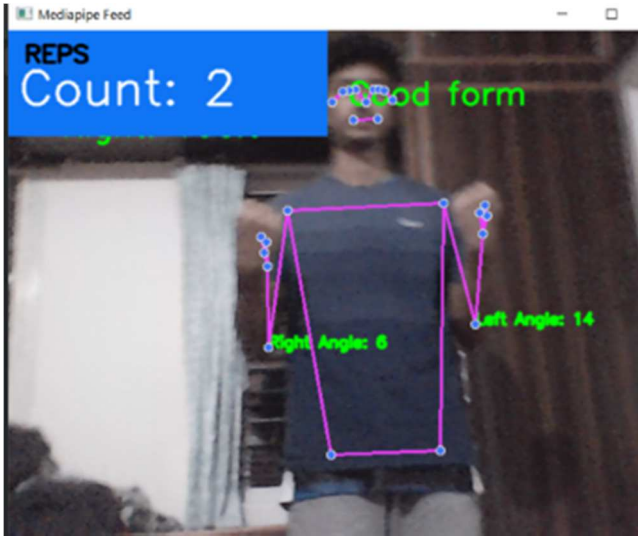 Mediapipe Feed
REPS
Count: 2
Good form
Left Angle: 14
Right Angle: 6